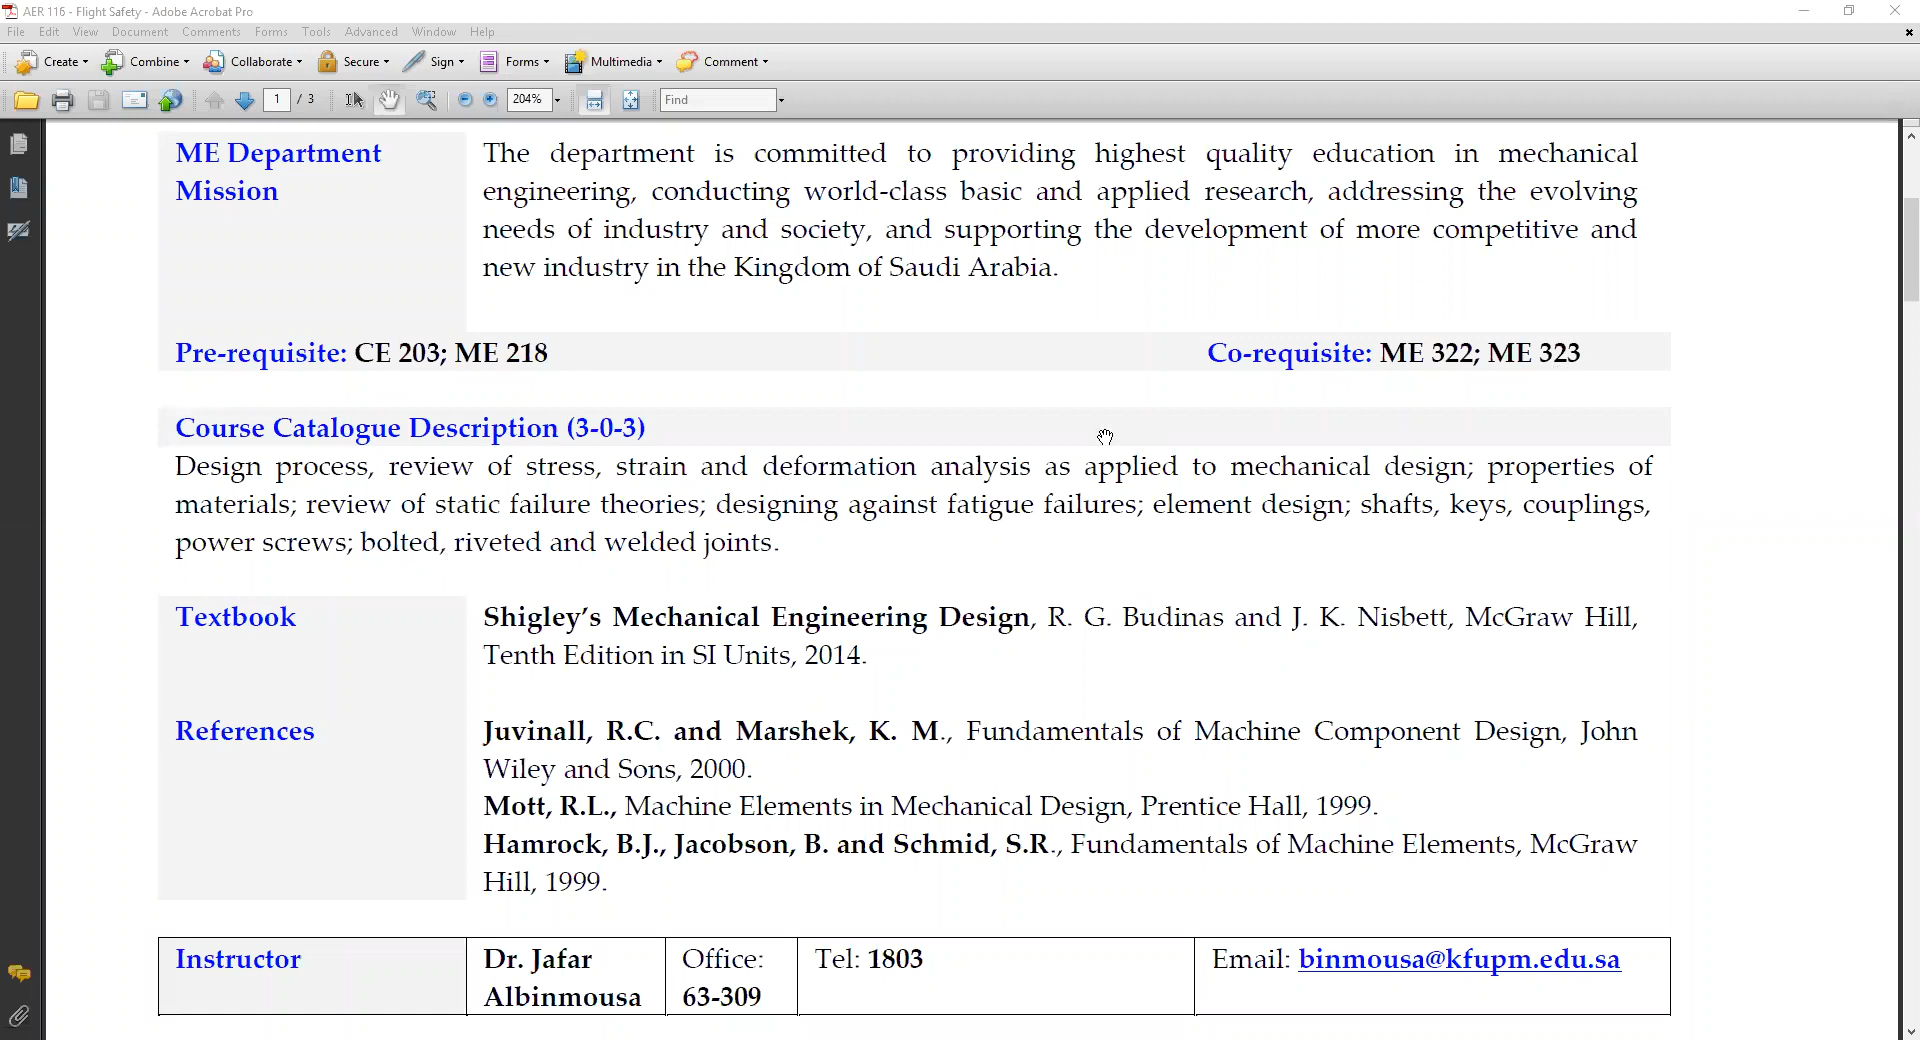 AER 116 - Flight Safety - Adobe Acrobat Pro
File Edit View Document Comments Forms Tools Advanced Window Help
Create Combine Collaborate Secure Sign Forms Multimedia Comment
1 / 3 204% Find
ME Department The department is committed to providing highest quality education in mechanical
Mission engineering, conducting world-class basic and applied research, addressing the evolving
needs of industry and society, and supporting the development of more competitive and
new industry in the Kingdom of Saudi Arabia.
Pre-requisite: CE 203; ME 218 Co-requisite: ME 322; ME 323
Course Catalogue Description (3-0-3)
Design process, review of stress, strain and deformation analysis as applied to mechanical design; properties of
materials; review of static failure theories; designing against fatigue failures; element design; shafts, keys, couplings,
power screws; bolted, riveted and welded joints.
Textbook Shigley's Mechanical Engineering Design, R. G. Budinas and J. K. Nisbett, McGraw Hill,
Tenth Edition in SI Units, 2014.
References Juvinall, R.C. and Marshek, K. M., Fundamentals of Machine Component Design, John
Wiley and Sons, 2000.
Mott, R.L., Machine Elements in Mechanical Design, Prentice Hall, 1999.
Hamrock, B.J., Jacobson, B. and Schmid, S.R., Fundamentals of Machine Elements, McGraw
Hill, 1999.
Instructor Dr. Jafar Office: Tel: 1803 Email: binmousa@kfupm.edu.sa
Albinmousa 63-309